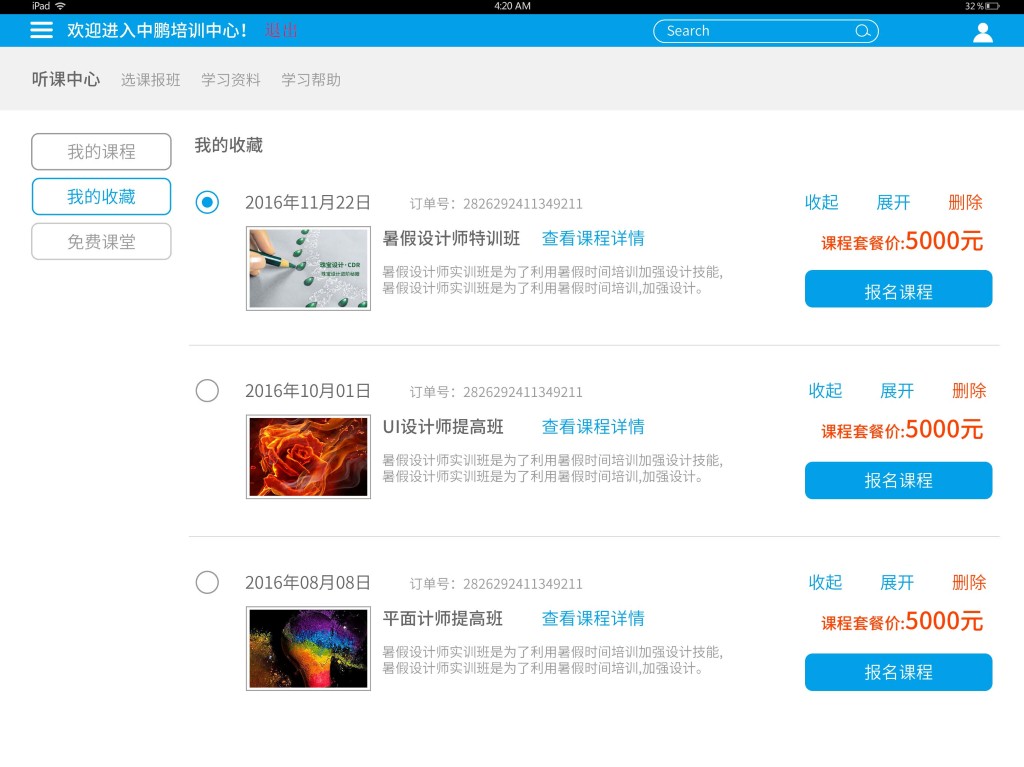 iPad 4:20 AM 32%
欢迎进入中鹏培训中心！ 退出 Search
听课中心 选课报班 学习资料 学习帮助
我的课程
我的收藏
免费课堂
我的收藏
2016年11月22日 订单号：2826292411349211 收起 展开 删除
暑假设计师特训班 查看课程详情 课程套餐价:5000元
珠宝设计·CDR
珠宝设计进阶秘籍
暑假设计师实训班是为了利用暑假时间培训加强设计技能,
暑假设计师实训班是为了利用暑假时间培训,加强设计。
报名课程
2016年10月01日 订单号：2826292411349211 收起 展开 删除
UI设计师提高班 查看课程详情 课程套餐价:5000元
暑假设计师实训班是为了利用暑假时间培训加强设计技能,
暑假设计师实训班是为了利用暑假时间培训,加强设计。
报名课程
2016年08月08日 订单号：2826292411349211 收起 展开 删除
平面计师提高班 查看课程详情 课程套餐价:5000元
暑假设计师实训班是为了利用暑假时间培训加强设计技能,
暑假设计师实训班是为了利用暑假时间培训,加强设计。
报名课程